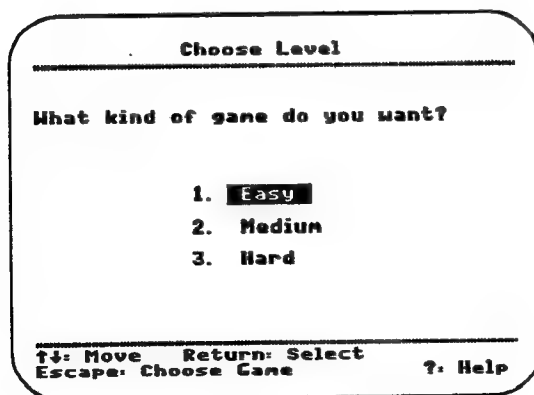 Choose Level
What kind of game do you want?
1. Easy
2. Medium
3. Hard
↑↓: Move Return: Select
Escape: Choose Game ?: Help